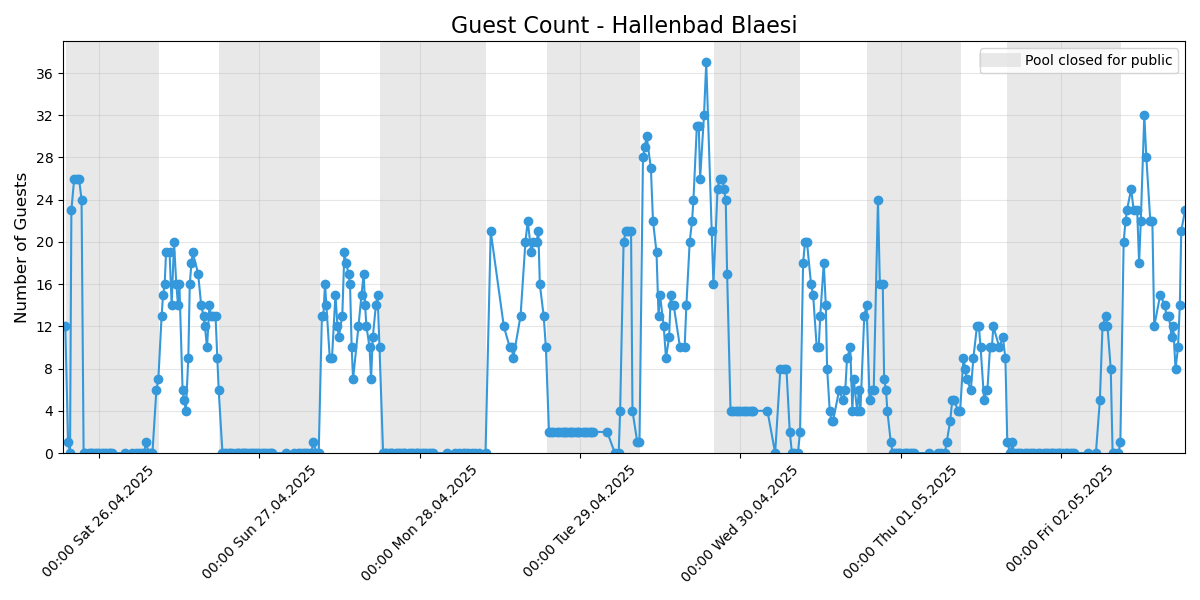 Guest Count - Hallenbad Blaesi
Pool closed for public
Number of Guests
36
32
28
24
20
16
12
8
4
0
00:00 Sat 26.04.2025
00:00 Sun 27.04.2025
00:00 Mon 28.04.2025
00:00 Tue 29.04.2025
00:00 Wed 30.04.2025
00:00 Thu 01.05.2025
00:00 Fri 02.05.2025